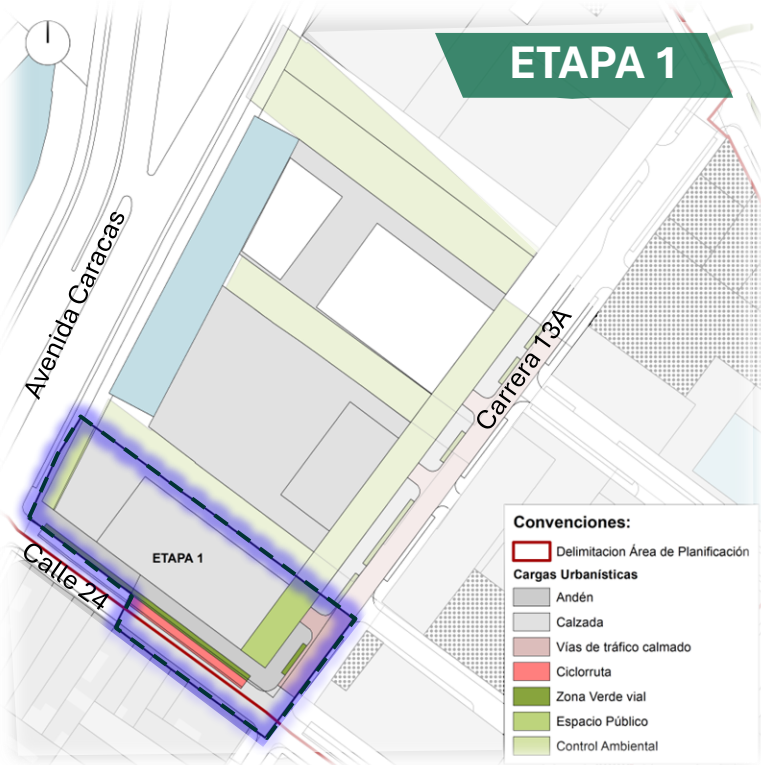 ETAPA 1
Avenida Caracas
Carrera 13A
ETAPA 1
Calle 24
Convenciones:
Delimitacion Área de Planificación
Cargas Urbanísticas
Andén
Calzada
Vías de tráfico calmado
Ciclorruta
Zona Verde vial
Espacio Público
Control Ambiental